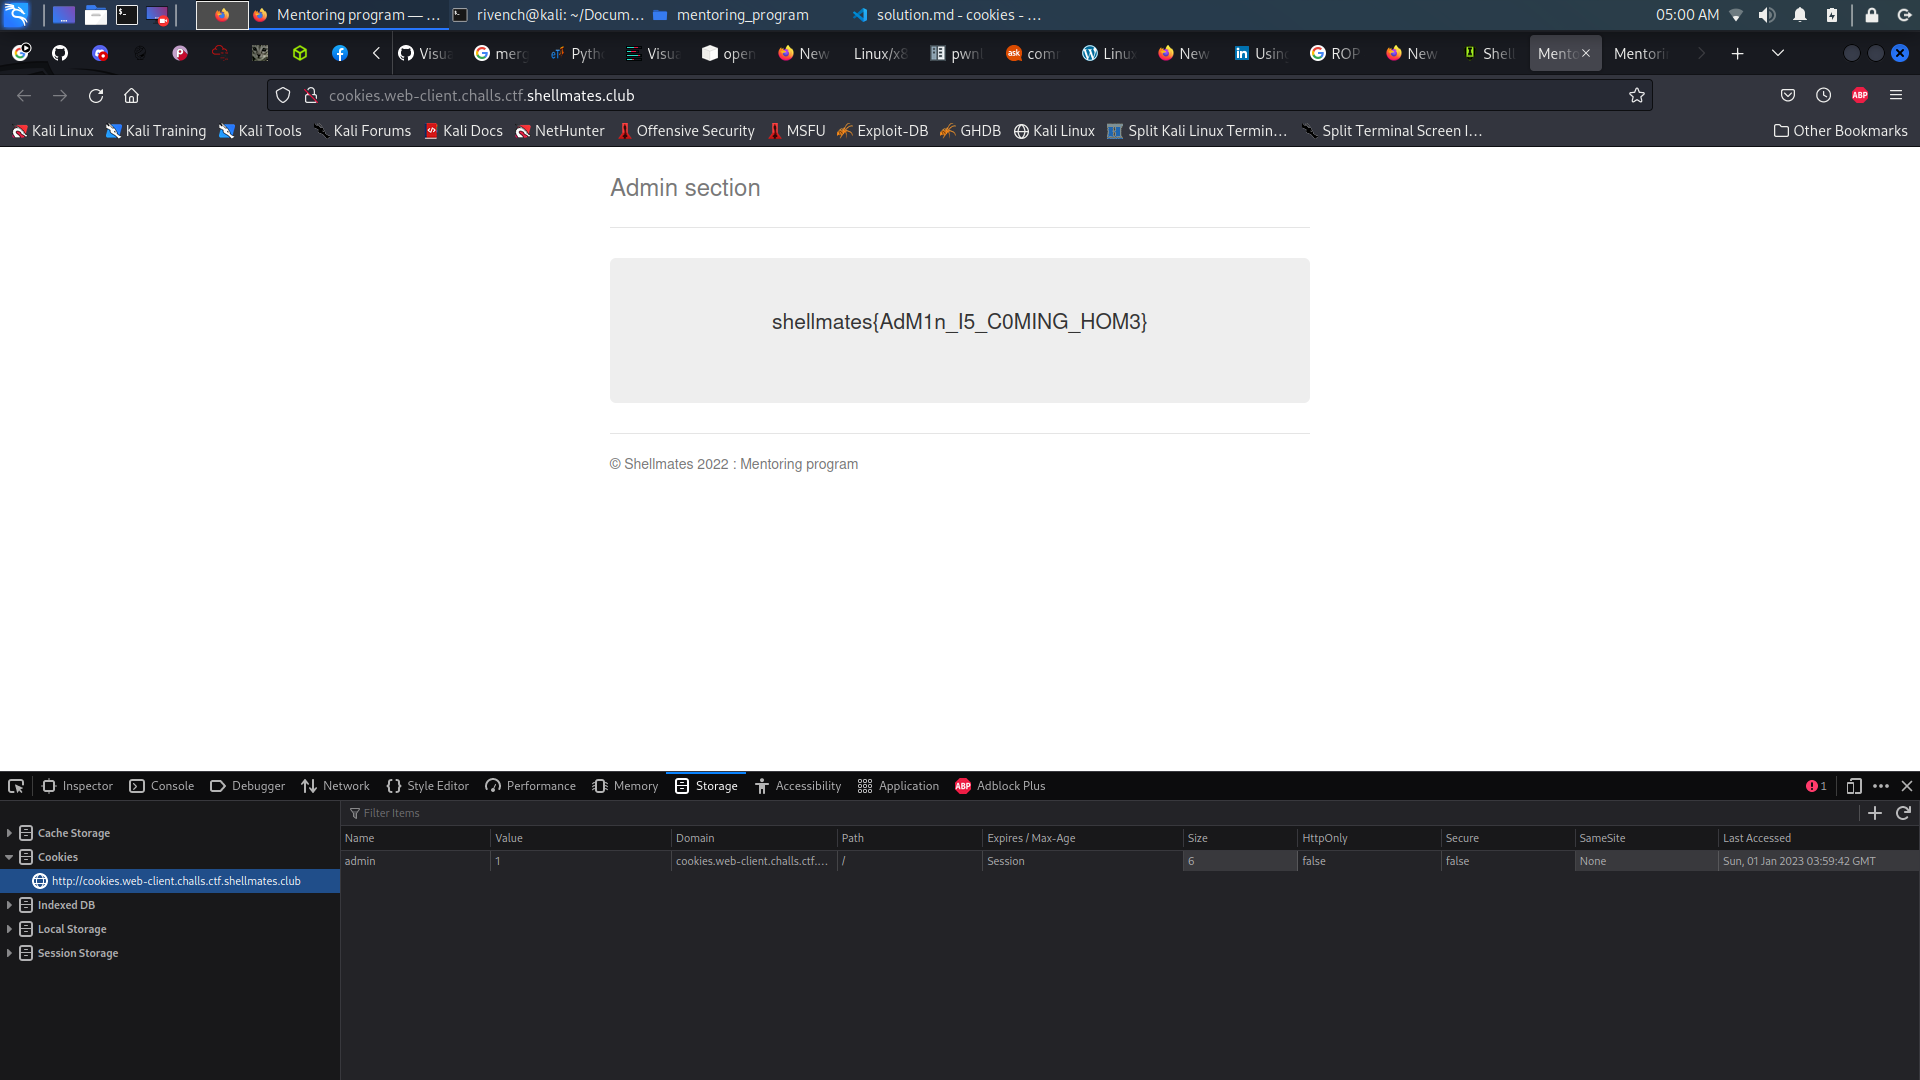 Mentoring program — ...
rivench@kali: ~/Docum...
mentoring_program
solution.md - cookies - ...
05:00 AM
Visua
merg
Pyth
Visua
open
New
Linux/x8
pwn
com
Linu
New
Usin
ROP
New
Shell
Mento
Mentorin
cookies.web-client.challs.ctf.shellmates.club
Kali Linux
Kali Training
Kali Tools
Kali Forums
Kali Docs
NetHunter
Offensive Security
MSFU
Exploit-DB
GHDB
Kali Linux
Split Kali Linux Termin...
Split Terminal Screen I...
Other Bookmarks
Admin section
shellmates{AdM1n_I5_C0MING_HOM3}
© Shellmates 2022 : Mentoring program
Inspector
Console
Debugger
Network
Style Editor
Performance
Memory
Storage
Accessibility
Application
ABP
Adblock Plus
1
Filter Items
Cache Storage
Cookies
http://cookies.web-client.challs.ctf.shellmates.club
Indexed DB
Local Storage
Session Storage
Name Value Domain Path Expires / Max-Age Size HttpOnly Secure SameSite Last Accessed
admin 1 cookies.web-client.challs.ctf.... / Session 6 false false None Sun, 01 Jan 2023 03:59:42 GMT